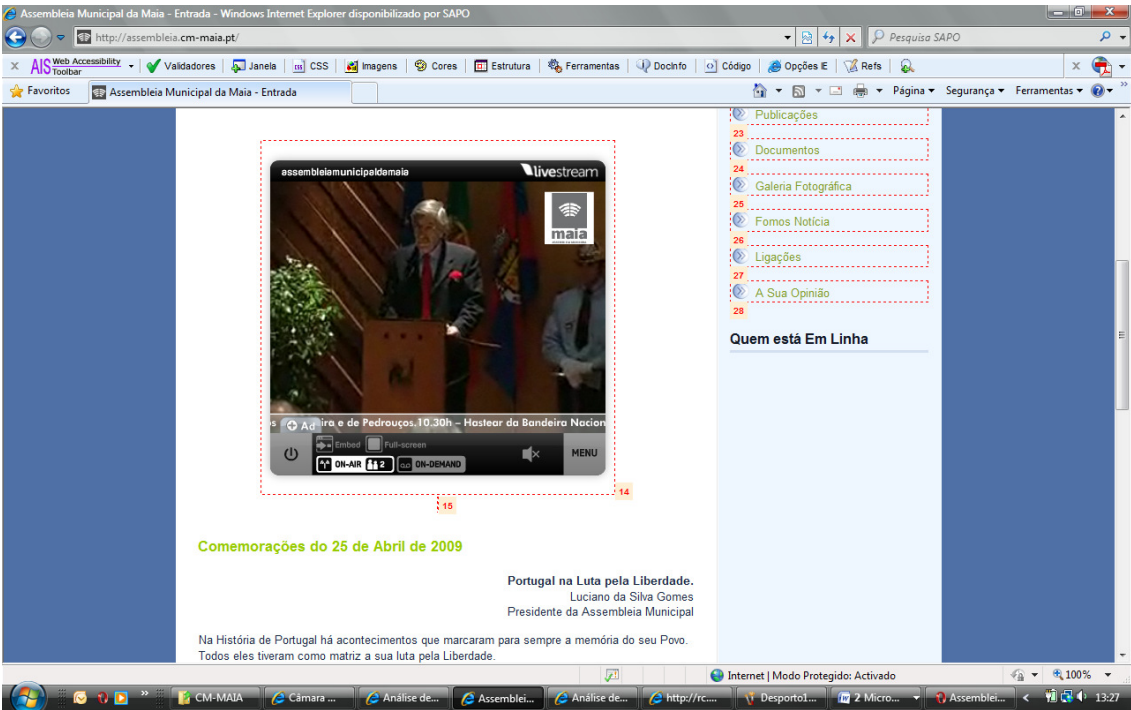 Assembleia Municipal da Maia - Entrada - Windows Internet Explorer disponibilizado por SAPO
http://assembleia.cm-maia.pt/
Pesquisa SAPO
x AIS Web Accessibility Toolbar Validadores Janela CSS Imagens Cores Estrutura Ferramentas DocInfo Código Opções IE Refs x
Favoritos Assembleia Municipal da Maia - Entrada Página Segurança Ferramentas
Publicações
23
Documentos
24
Galeria Fotográfica
25
Fomos Notícia
26
Ligações
27
A Sua Opinião
28
Quem está Em Linha
assembleiamunicipaldamaia livestream
maia
Ad ira e de Pedrouços.10.30h – Hastear da Bandeira Nacion
Embed Full-screen
ON-AIR 2 ON-DEMAND MENU
14
15
Comemorações do 25 de Abril de 2009
Portugal na Luta pela Liberdade.
Luciano da Silva Gomes
Presidente da Assembleia Municipal
Na História de Portugal há acontecimentos que marcaram para sempre a memória do seu Povo.
Todos eles tiveram como matriz a sua luta pela Liberdade.
Internet | Modo Protegido: Activado 100%
CM-MAIA Câmara ... Análise de... Assemblei... Análise de... http://rc.... Desporto1... 2 Micro... Assemblei... 13:27